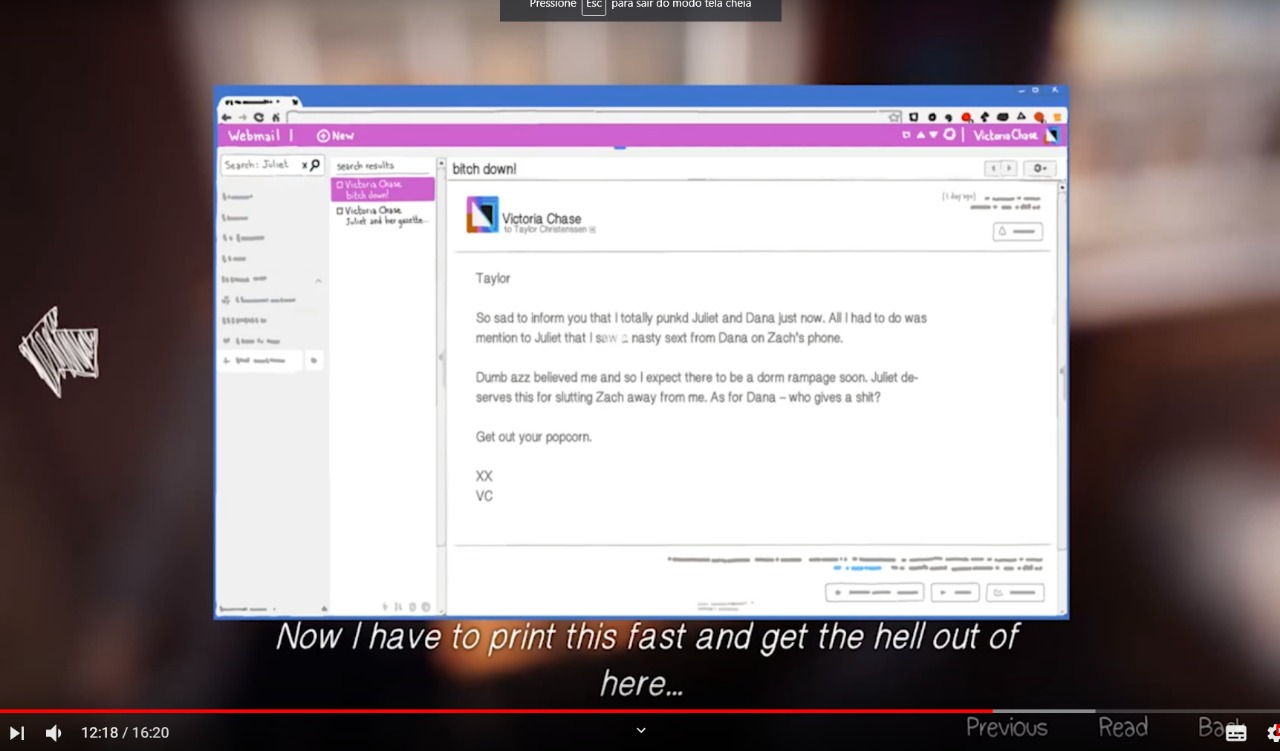 Pressione Esc para sair do modo tela cheia
Webmail | New
Victoria Chase
Search: Juliet x
search results
Victoria Chase
bitch down!
Victoria Chase
Juliet and her gazette...
bitch down!
(1 day ago)
Victoria Chase
to Taylor Christenssen
Taylor
So sad to inform you that I totally punkd Juliet and Dana just now. All I had to do was
mention to Juliet that I saw a nasty sext from Dana on Zach's phone.
Dumb azz believed me and so I expect there to be a dorm rampage soon. Juliet de-
serves this for slutting Zach away from me. As for Dana – who gives a shit?
Get out your popcorn.
XX
VC
Now I have to print this fast and get the hell out of
here...
12:18 / 16:20
Previous Read